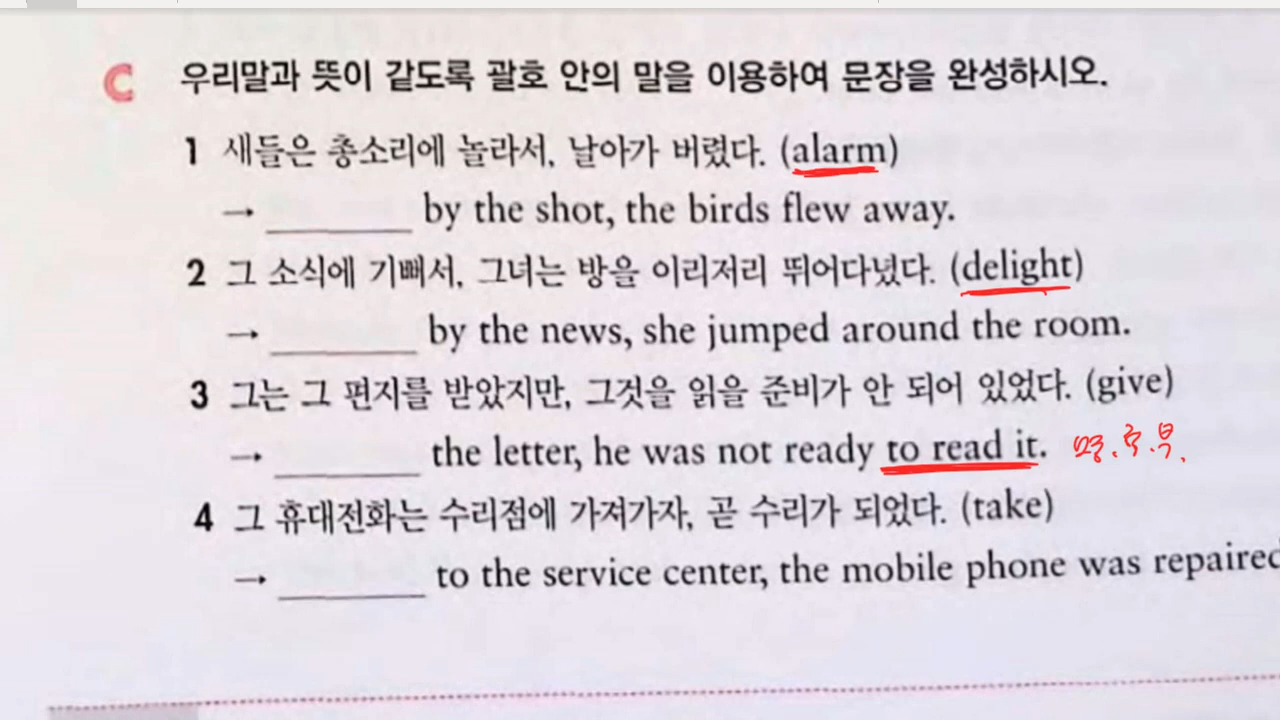 C 우리말과 뜻이 같도록 괄호 안의 말을 이용하여 문장을 완성하시오.
1 새들은 총소리에 놀라서, 날아가 버렸다. (alarm)
→ ________ by the shot, the birds flew away.
2 그 소식에 기뻐서, 그녀는 방을 이리저리 뛰어다녔다. (delight)
→ ________ by the news, she jumped around the room.
3 그는 그 편지를 받았지만, 그것을 읽을 준비가 안 되어 있었다. (give)
→ ________ the letter, he was not ready to read it.
4 그 휴대전화는 수리점에 가져가자, 곧 수리가 되었다. (take)
→ ________ to the service center, the mobile phone was repaired